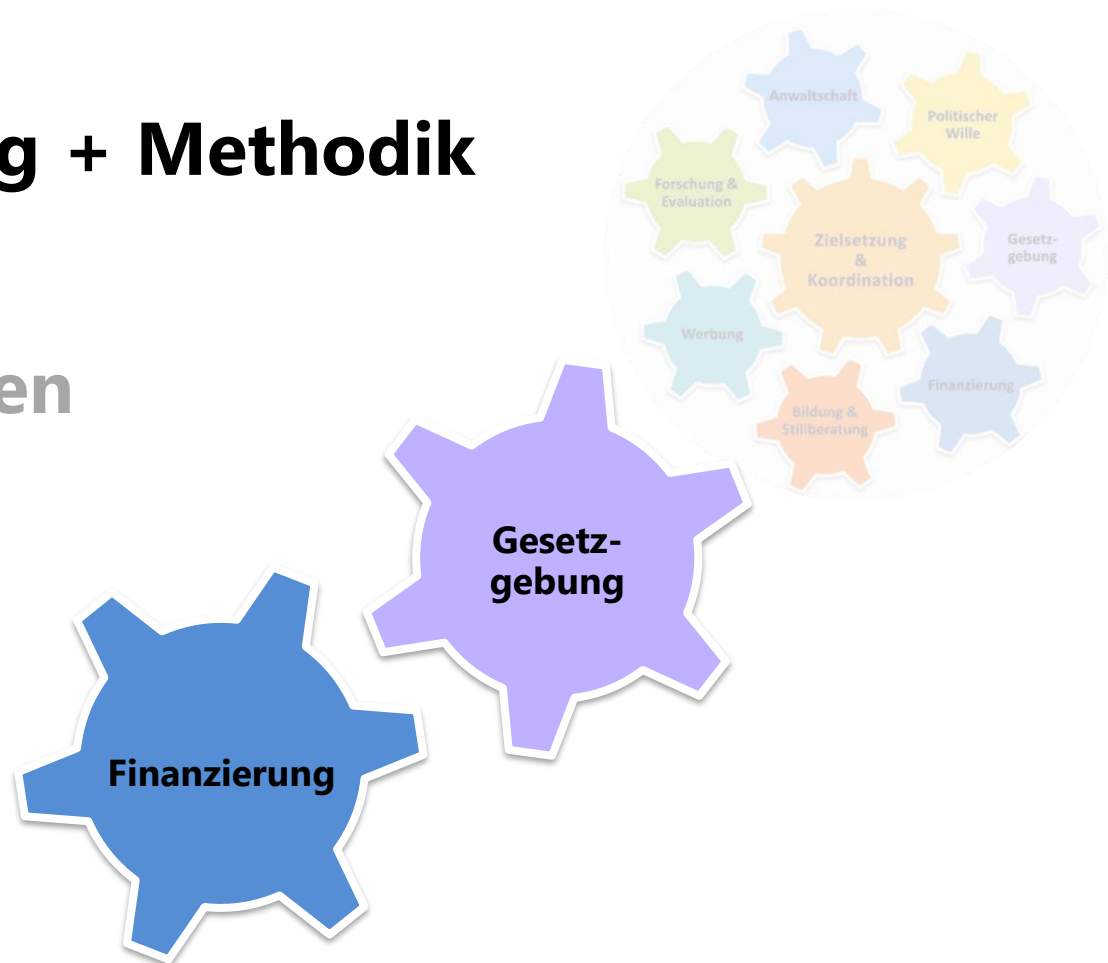 g + Methodik
en
Anwaltschaft
Politischer
Wille
Forschung &
Evaluation
Zielsetzung
&
Koordination
Gesetz-
gebung
Werbung
Finanzierung
Bildung &
Stillberatung
Gesetz-
gebung
Finanzierung